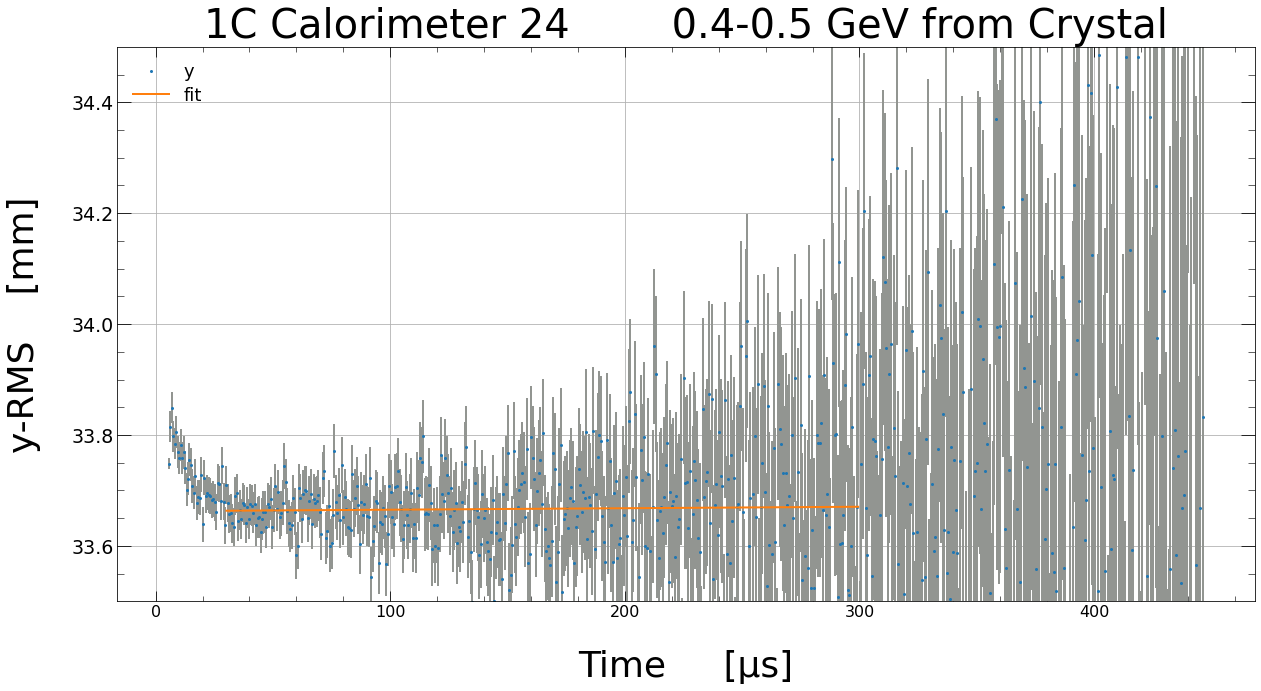 1C Calorimeter 24 0.4-0.5 GeV from Crystal
y
fit
34.4
34.2
34.0
33.8
33.6
y-RMS [mm]
0 100 200 300 400
Time [µs]